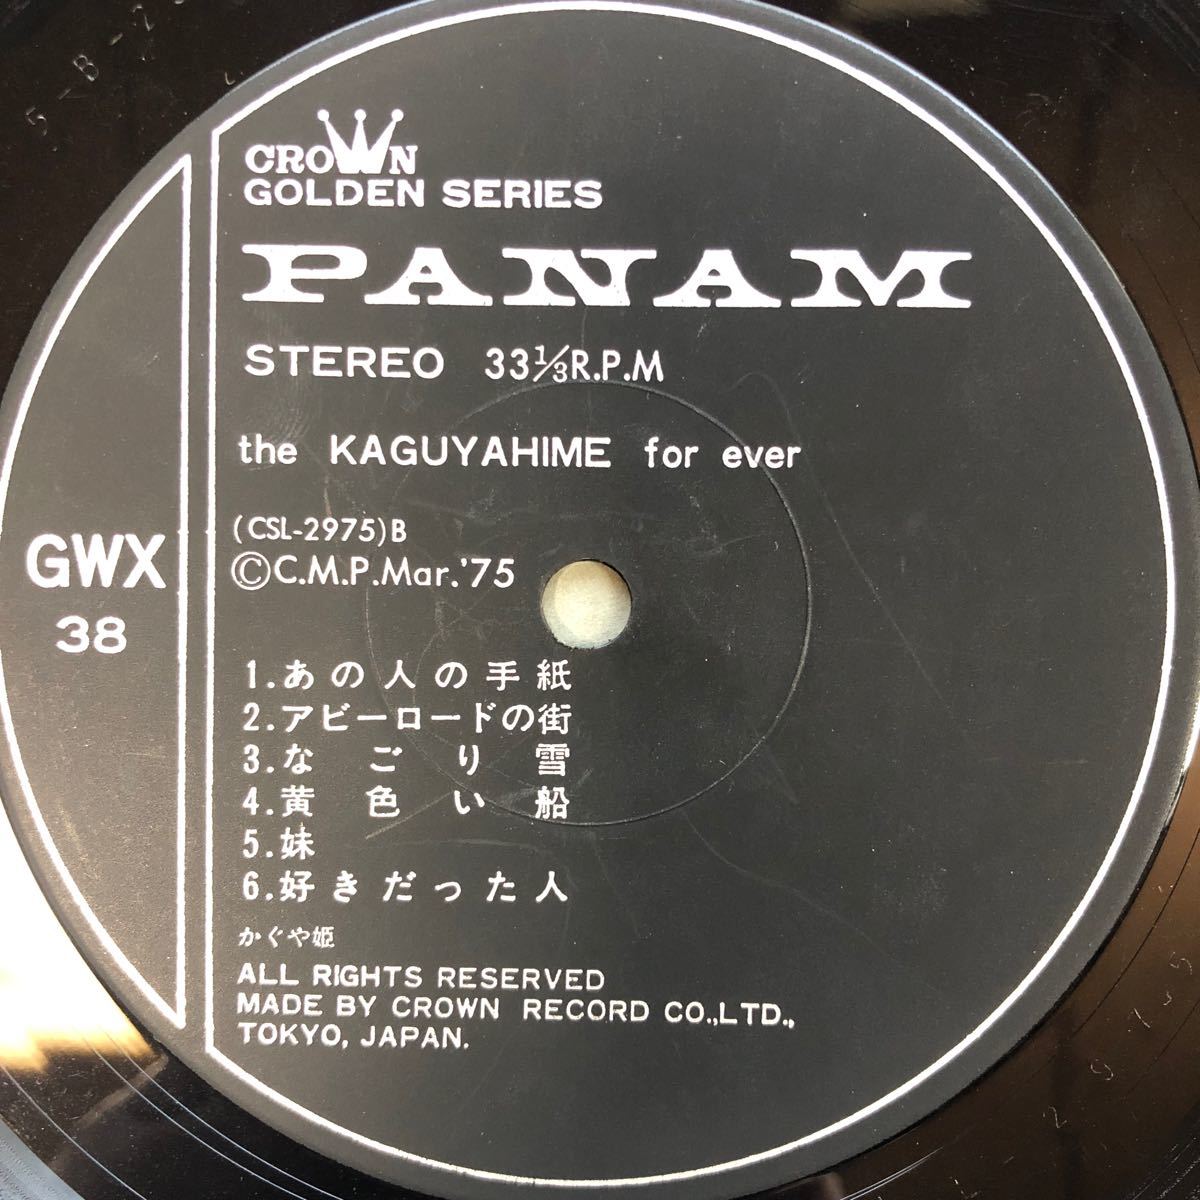 CROWN
GOLDEN SERIES
PANAM
STEREO 33⅓R.P.M
the KAGUYAHIME for ever
(CSL-2975)B
©C.M.P.Mar.'75
GWX
38
1.あの人の手紙
2.アビーロードの街
3.なごり雪
4.黄色い船
5.妹
6.好きだった人
かぐや姫
ALL RIGHTS RESERVED
MADE BY CROWN RECORD CO.,LTD.,
TOKYO, JAPAN.